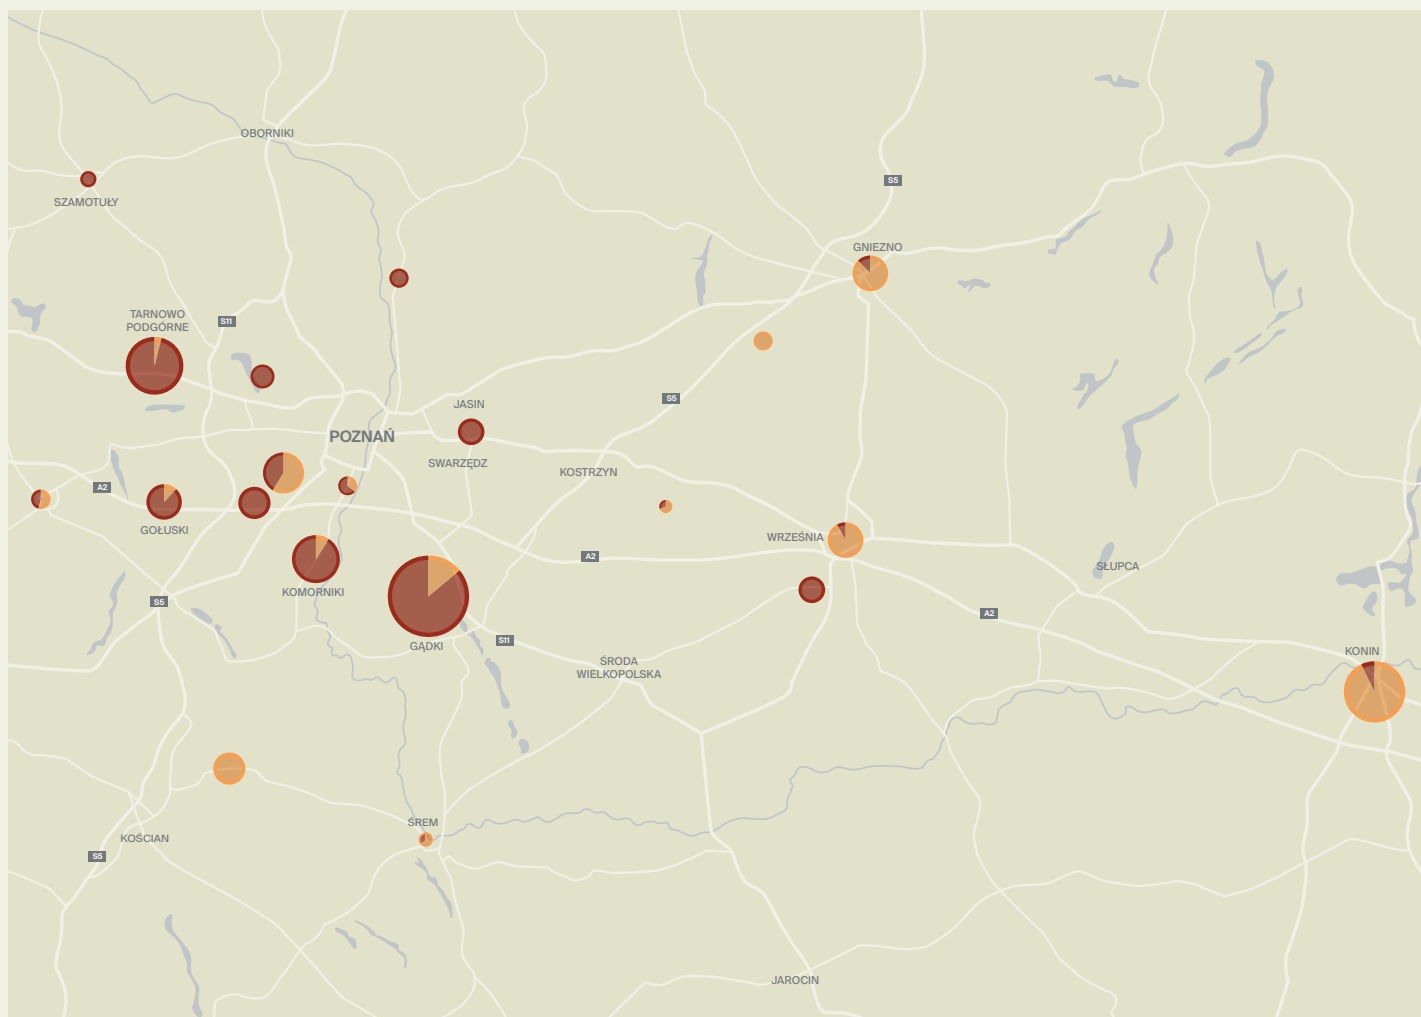 OBORNIKI
S5
SZAMOTUŁY
GNIEZNO
TARNOWO
PODGÓRNE
S11
S5
JASIN
POZNAŃ
SWARZĘDZ
KOSTRZYN
A2
GOŁUSKI
WRZEŚNIA
A2
SŁUPCA
KOMORNIKI
S5
A2
GĄDKI
S11
KONIN
ŚRODA
WIELKOPOLSKA
ŚREM
KOŚCIAN
S5
JAROCIN